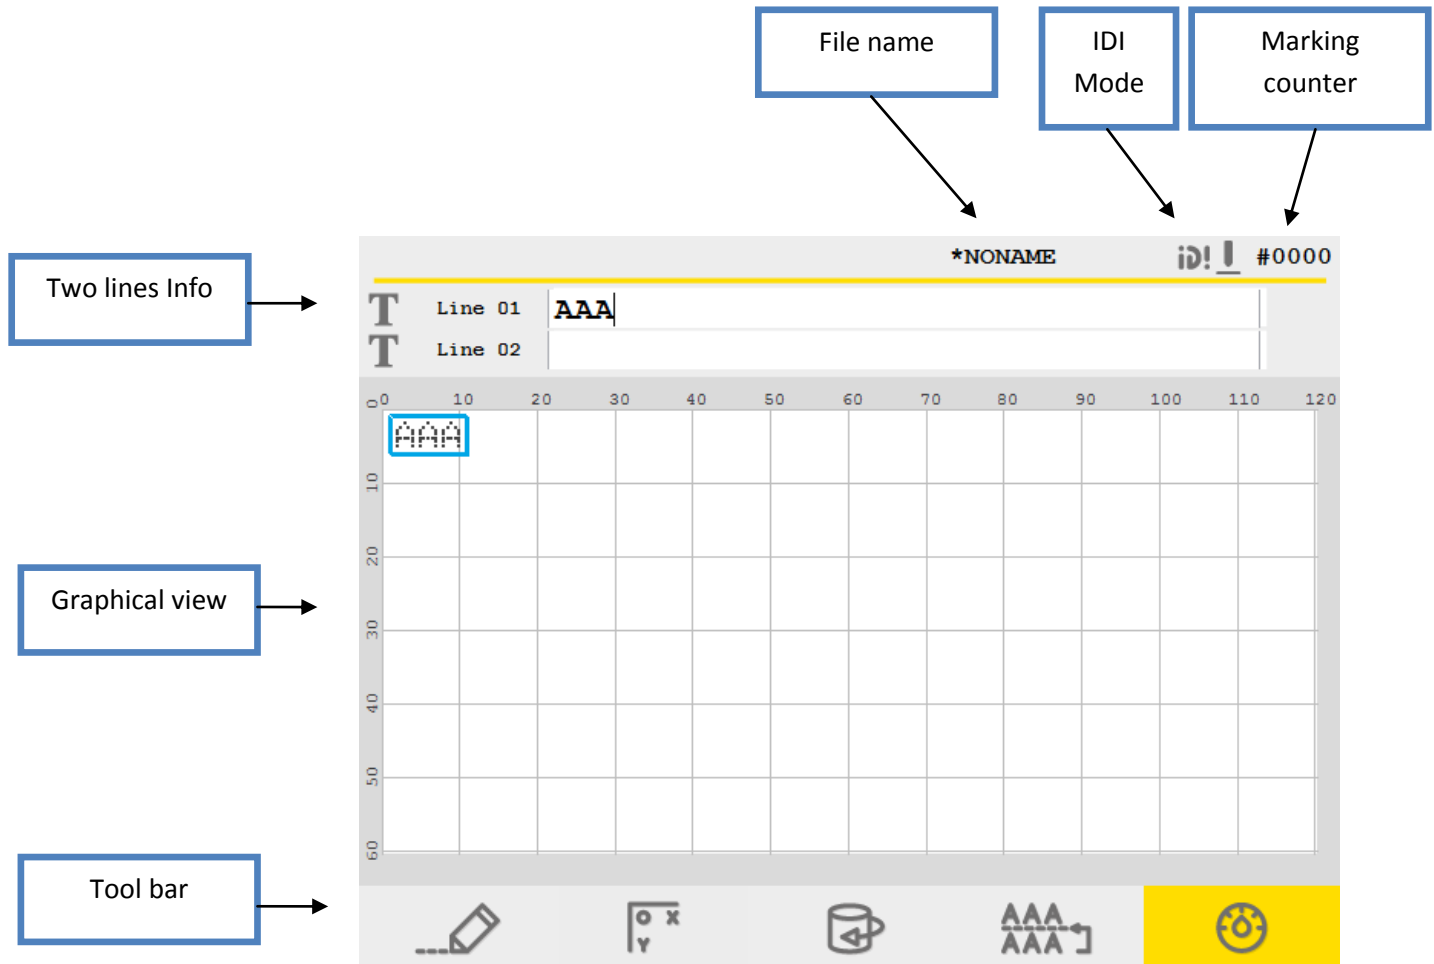 File name
IDI
Mode
Marking
counter
Two lines Info
*NONAME
iD!
#0000
T Line 01 AAA
T Line 02
0 0 10 20 30 40 50 60 70 80 90 100 110 120
AAA
10
20
Graphical view
30
40
50
60
Tool bar
O X
Y
AAA
AAA